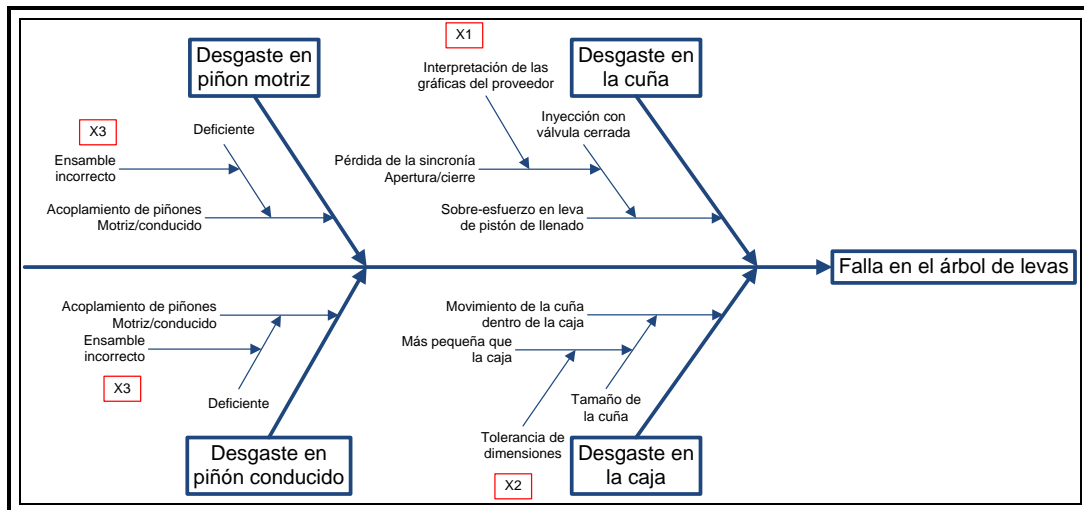 X1
Desgaste en
piñon motriz
Desgaste en
la cuña
Interpretación de las
gráficas del proveedor
Inyección con
válvula cerrada
X3
Deficiente
Ensamble
incorrecto
Pérdida de la sincronía
Apertura/cierre
Acoplamiento de piñones
Motriz/conducido
Sobre-esfuerzo en leva
de pistón de llenado
Falla en el árbol de levas
Acoplamiento de piñones
Motriz/conducido
Movimiento de la cuña
dentro de la caja
Ensamble
incorrecto
Más pequeña que
la caja
X3
Deficiente
Tamaño de
la cuña
Tolerancia de
dimensiones
Desgaste en
piñón conducido
Desgaste en
la caja
X2